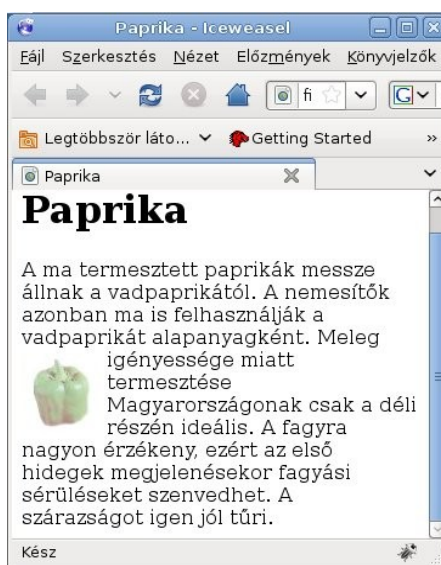 Paprika - Iceweasel
Fájl Szerkesztés Nézet Előzmények Könyvjelzők
fi G
Legtöbbször láto... Getting Started »
Paprika
Paprika
A ma termesztett paprikák messze
állnak a vadpaprikától. A nemesítők
azonban ma is felhasználják a
vadpaprikát alapanyagként. Meleg
igényessége miatt
termesztése
Magyarországonak csak a déli
részén ideális. A fagyra
nagyon érzékeny, ezért az első
hidegek megjelenésekor fagyási
sérüléseket szenvedhet. A
szárazságot igen jól tűri.
Kész